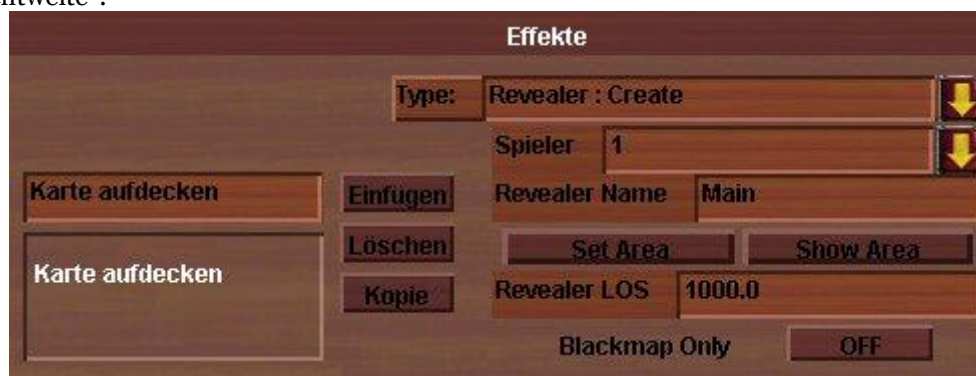 Effekte
Type: Revealer : Create
Spieler 1
Karte aufdecken Einfügen Revealer Name Main
Löschen Set Area Show Area
Karte aufdecken
Kopie Revealer LOS 1000.0
Blackmap Only OFF